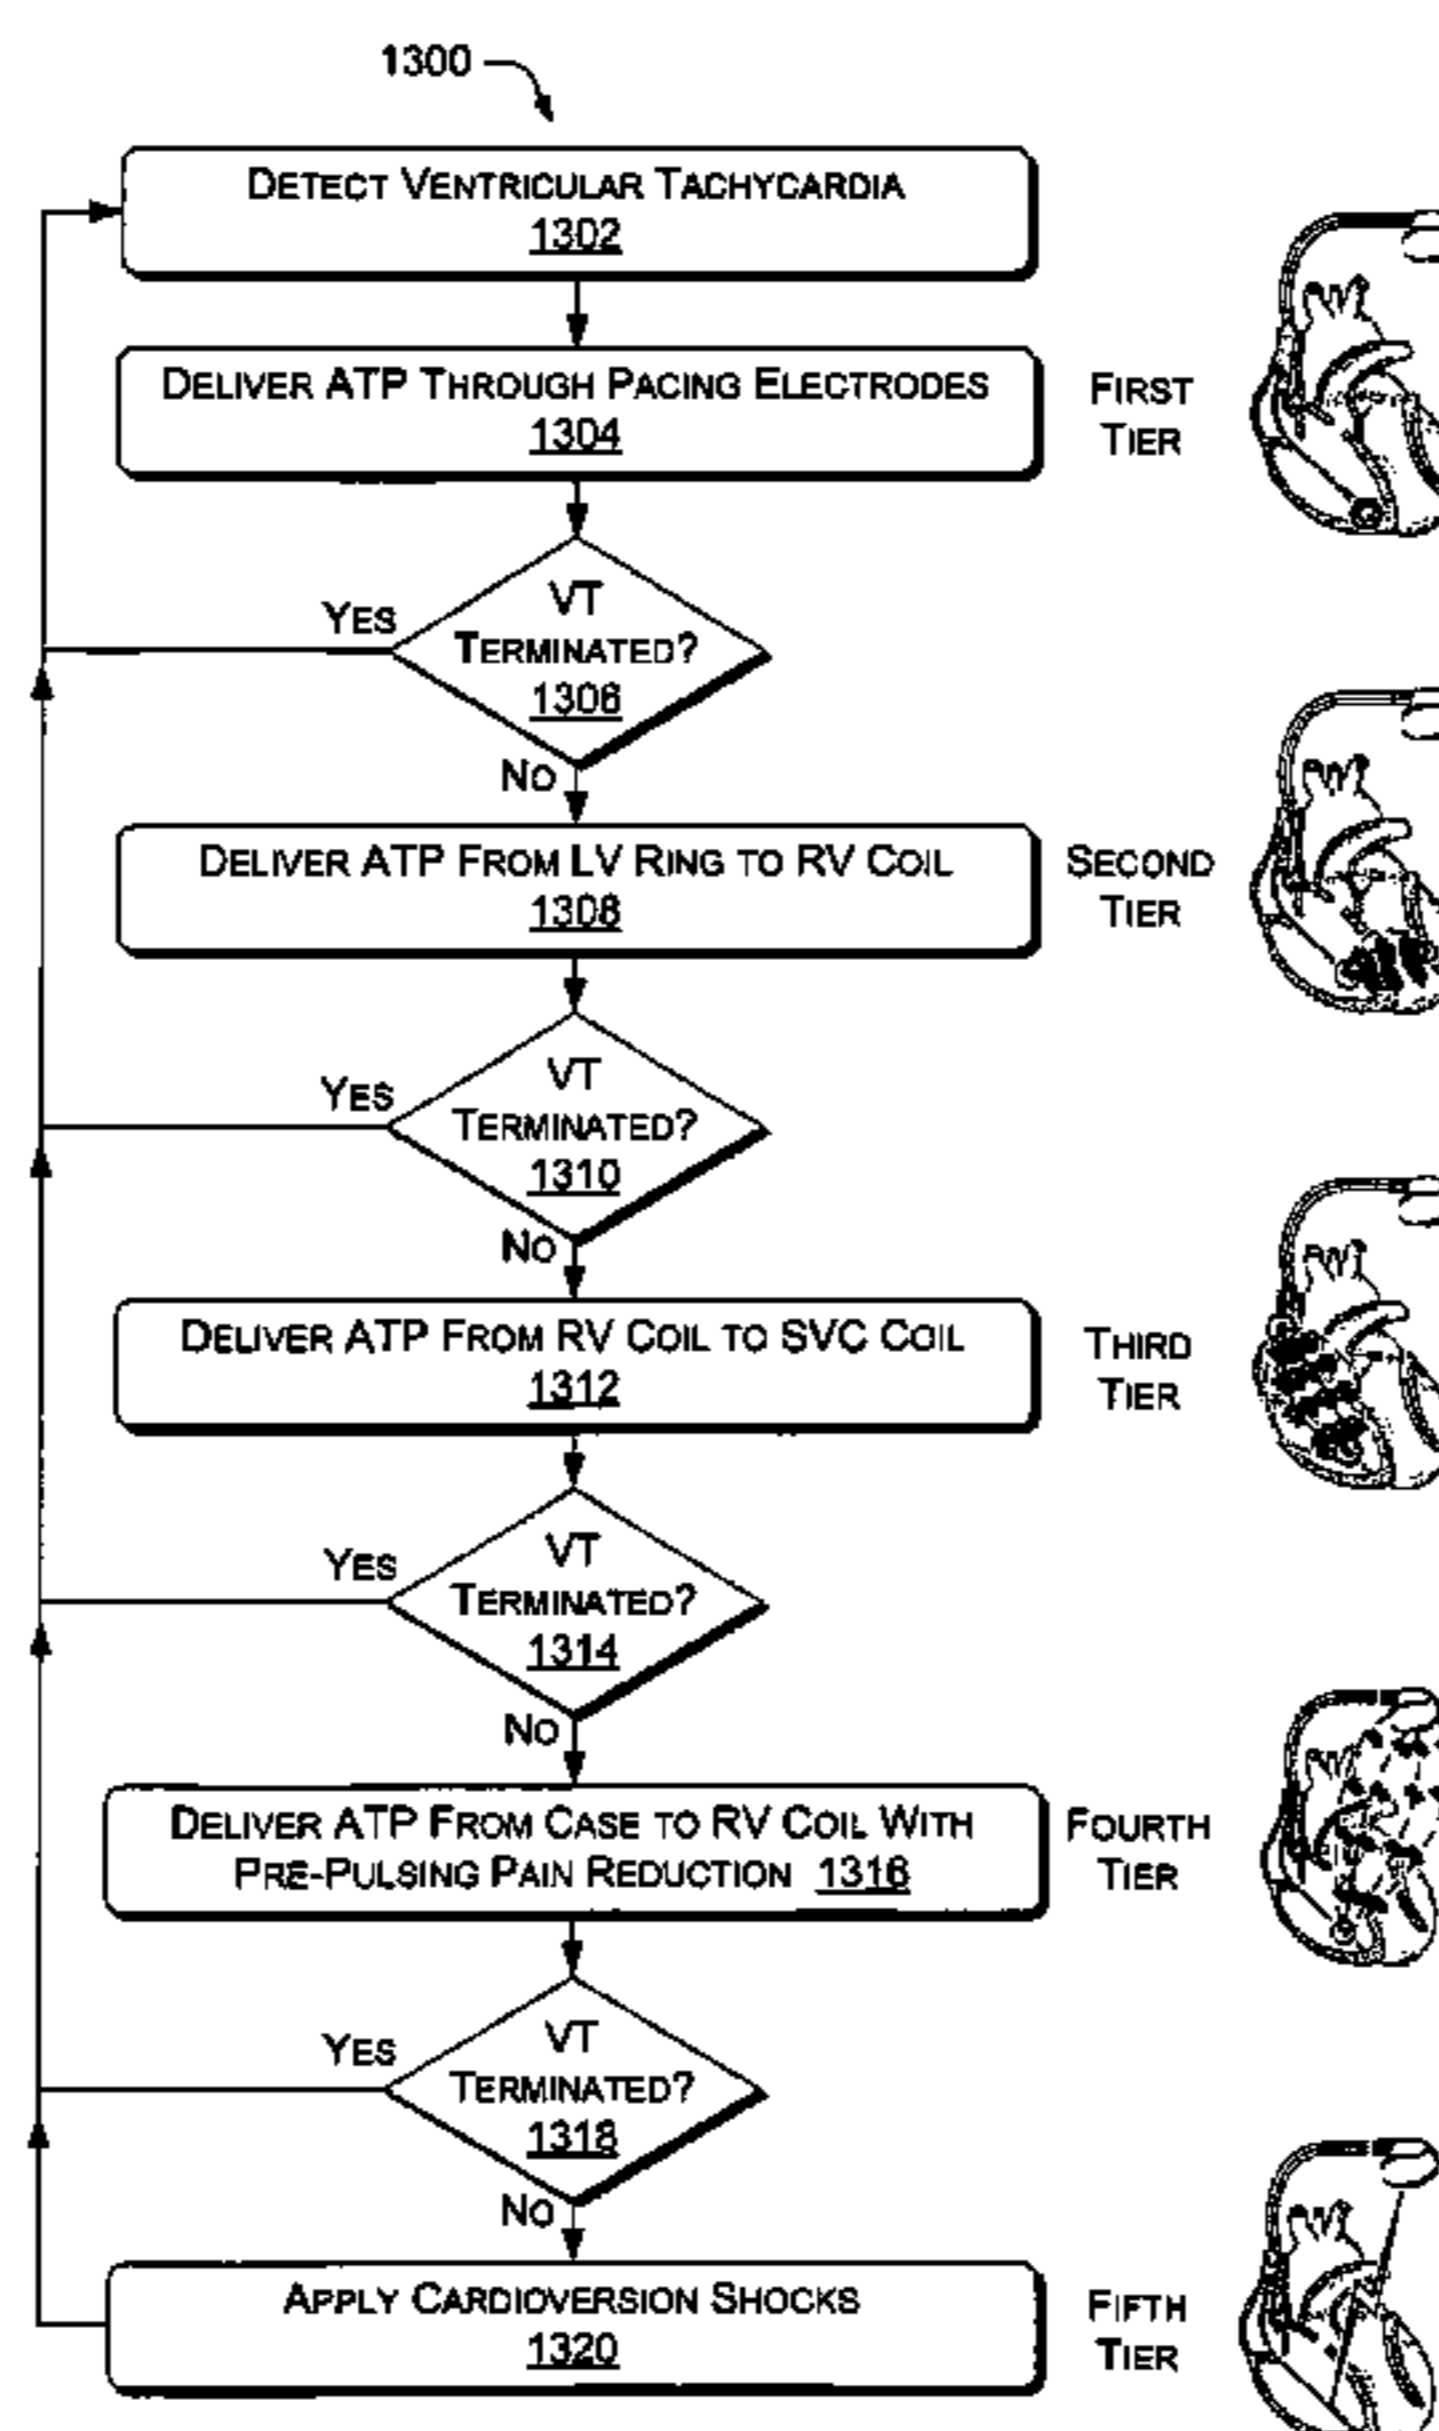 1300
DETECT VENTRICULAR TACHYCARDIA
1302
DELIVER ATP THROUGH PACING ELECTRODES
1304
FIRST
TIER
YES
VT
TERMINATED?
1306
NO
DELIVER ATP FROM LV RING TO RV COIL
1308
SECOND
TIER
YES
VT
TERMINATED?
1310
NO
DELIVER ATP FROM RV COIL TO SVC COIL
1312
THIRD
TIER
YES
VT
TERMINATED?
1314
NO
DELIVER ATP FROM CASE TO RV COIL WITH
PRE-PULSING PAIN REDUCTION 1316
FOURTH
TIER
YES
VT
TERMINATED?
1318
NO
APPLY CARDIOVERSION SHOCKS
1320
FIFTH
TIER